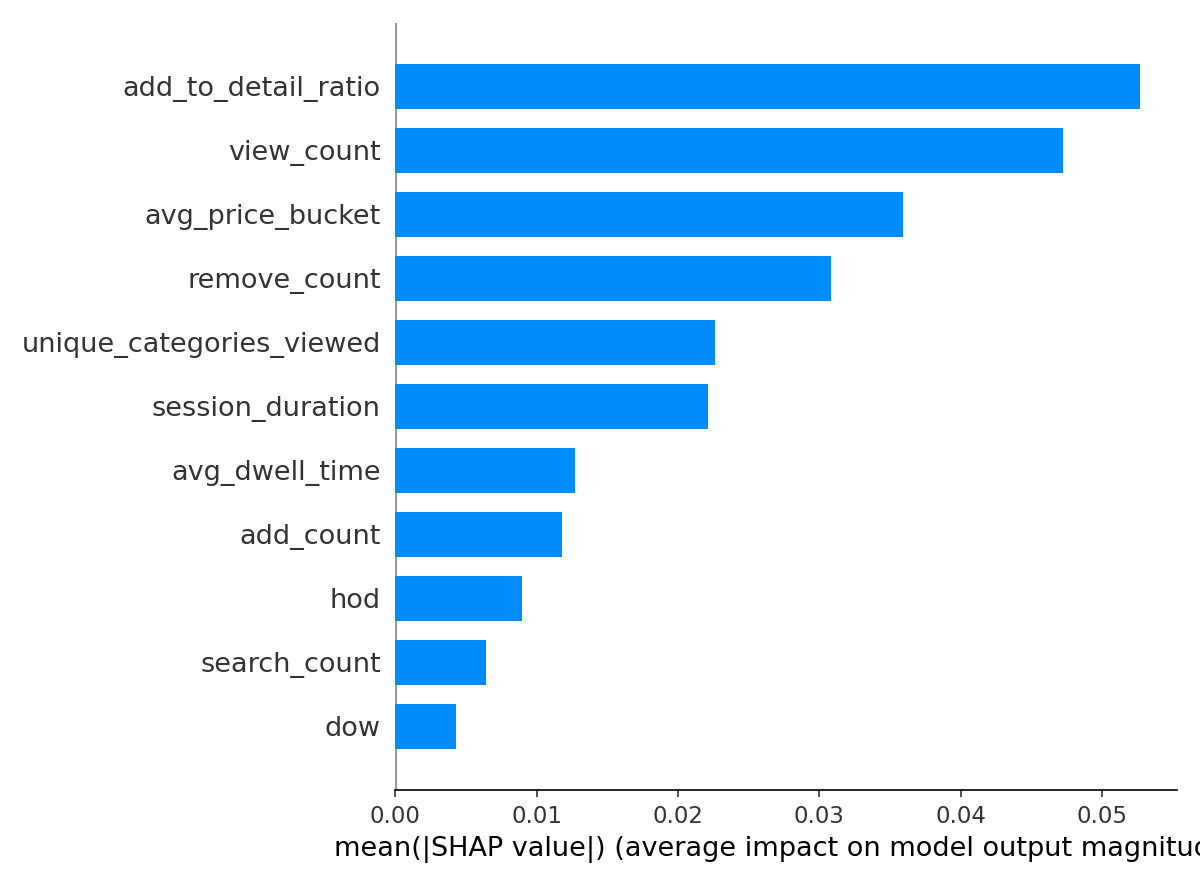 add_to_detail_ratio
view_count
avg_price_bucket
remove_count
unique_categories_viewed
session_duration
avg_dwell_time
add_count
hod
search_count
dow
0.00 0.01 0.02 0.03 0.04 0.05
mean(|SHAP value|) (average impact on model output